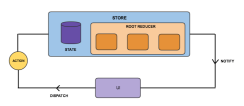 STORE
ROOT REDUCER
STATE
ACTION
NOTIFY
UI
DISPATCH